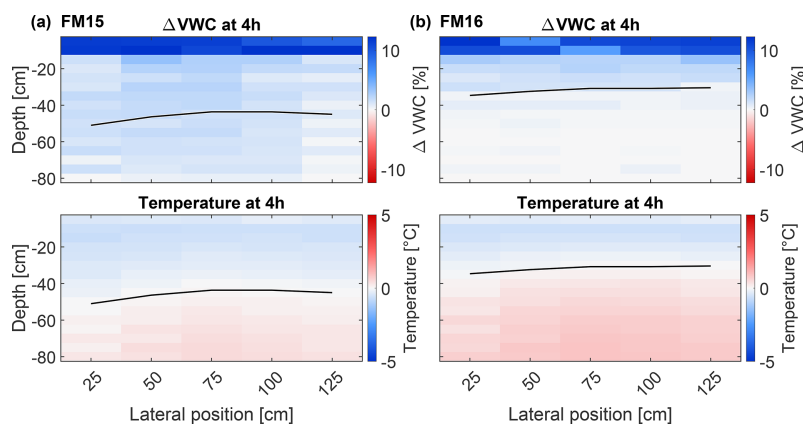 (a) FM15 ΔVWC at 4h
(b) FM16 ΔVWC at 4h
Depth [cm]
-20
-40
-60
-80
10
0
-10
Δ VWC [%]
10
0
-10
Δ VWC [%]
Temperature at 4h
Temperature at 4h
Depth [cm]
-20
-40
-60
-80
5
0
-5
Temperature [°C]
5
0
-5
Temperature [°C]
25 50 75 100 125
25 50 75 100 125
Lateral position [cm]
Lateral position [cm]